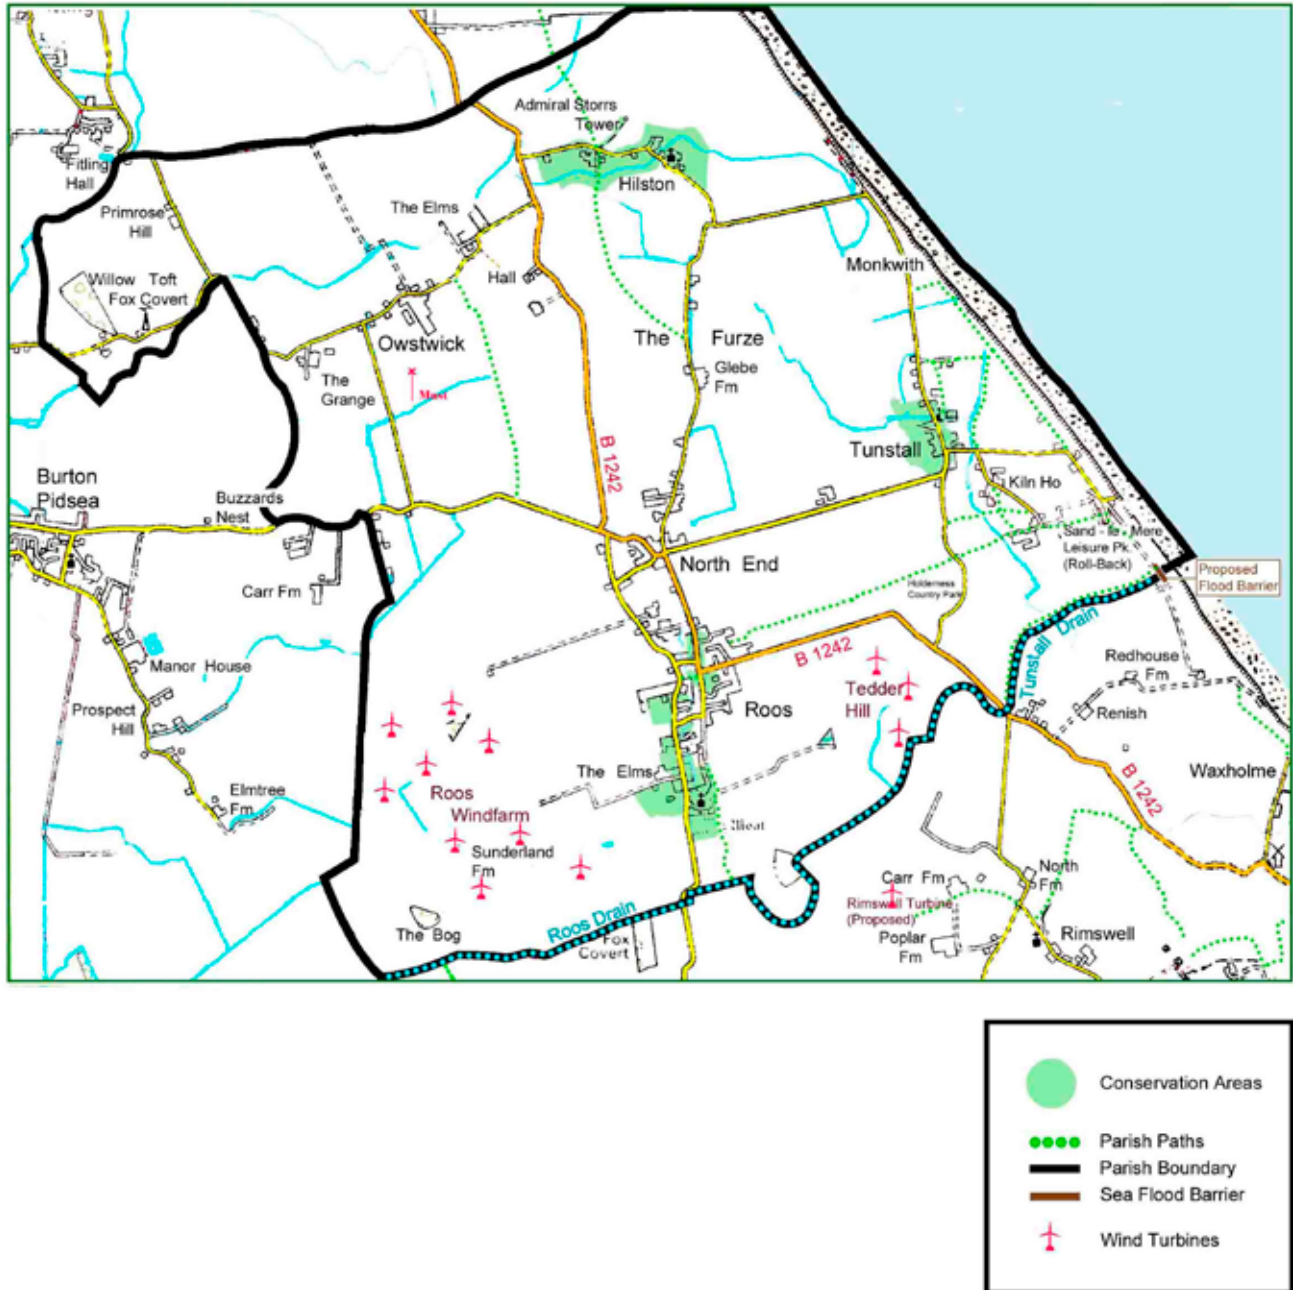 Admiral Storrs
Tower
Fitling
Hall
Hilston
Primrose
Hill
The Elms
Monkwith
Hall
Willow Toft
Fox Covert
Owstwick
The Furze
The
Grange
Mast
Glebe
Fm
B 1242
Tunstall
Burton
Pidsea
Buzzards
Nest
Kiln Ho
Sand - le Mere
Leisure Pk.
(Roll-Back)
North End
Proposed
Flood Barrier
Carr Fm
Holderness
Country Park
Tunstall Drain
B 1242
Manor House
Redhouse
Fm
Tedder
Hill
Prospect
Hill
Roos
Renish
B 1242
Waxholme
The Elms
Elmtree
Fm
Roos
Windfarm
Sunderland
Fm
North
Fm
Carr Fm
Rimswell Turbine
(Proposed)
Roos Drain
The Bog
Fox
Covert
Poplar
Fm
Rimswell
Conservation Areas
Parish Paths
Parish Boundary
Sea Flood Barrier
Wind Turbines